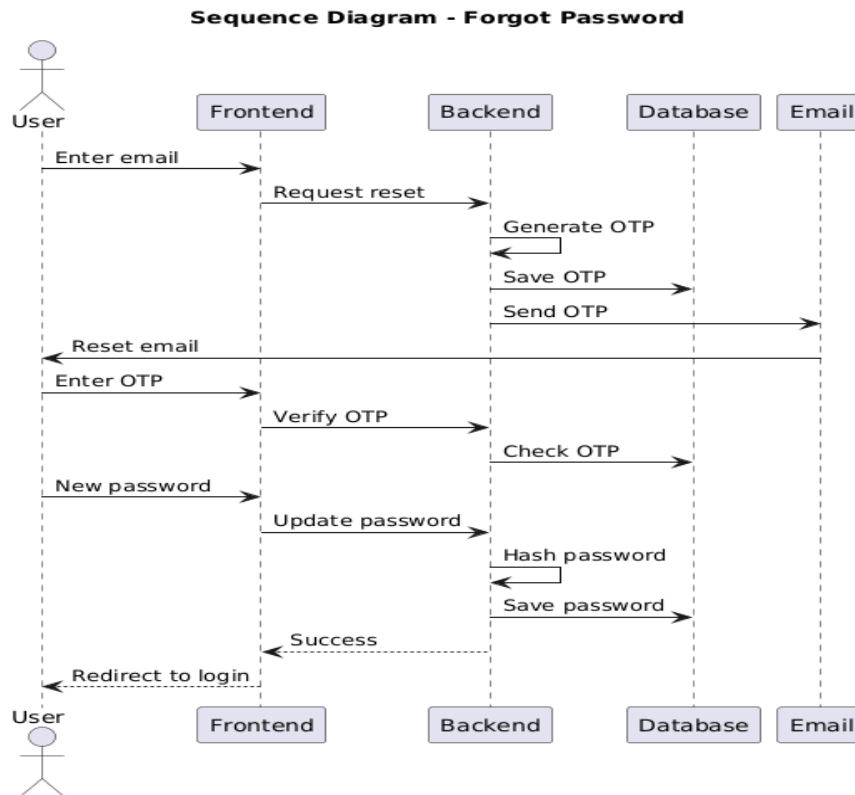 Sequence Diagram - Forgot Password
User
Frontend
Backend
Database
Email
Enter email
Request reset
Generate OTP
Save OTP
Send OTP
Reset email
Enter OTP
Verify OTP
Check OTP
New password
Update password
Hash password
Save password
Success
Redirect to login
User
Frontend
Backend
Database
Email